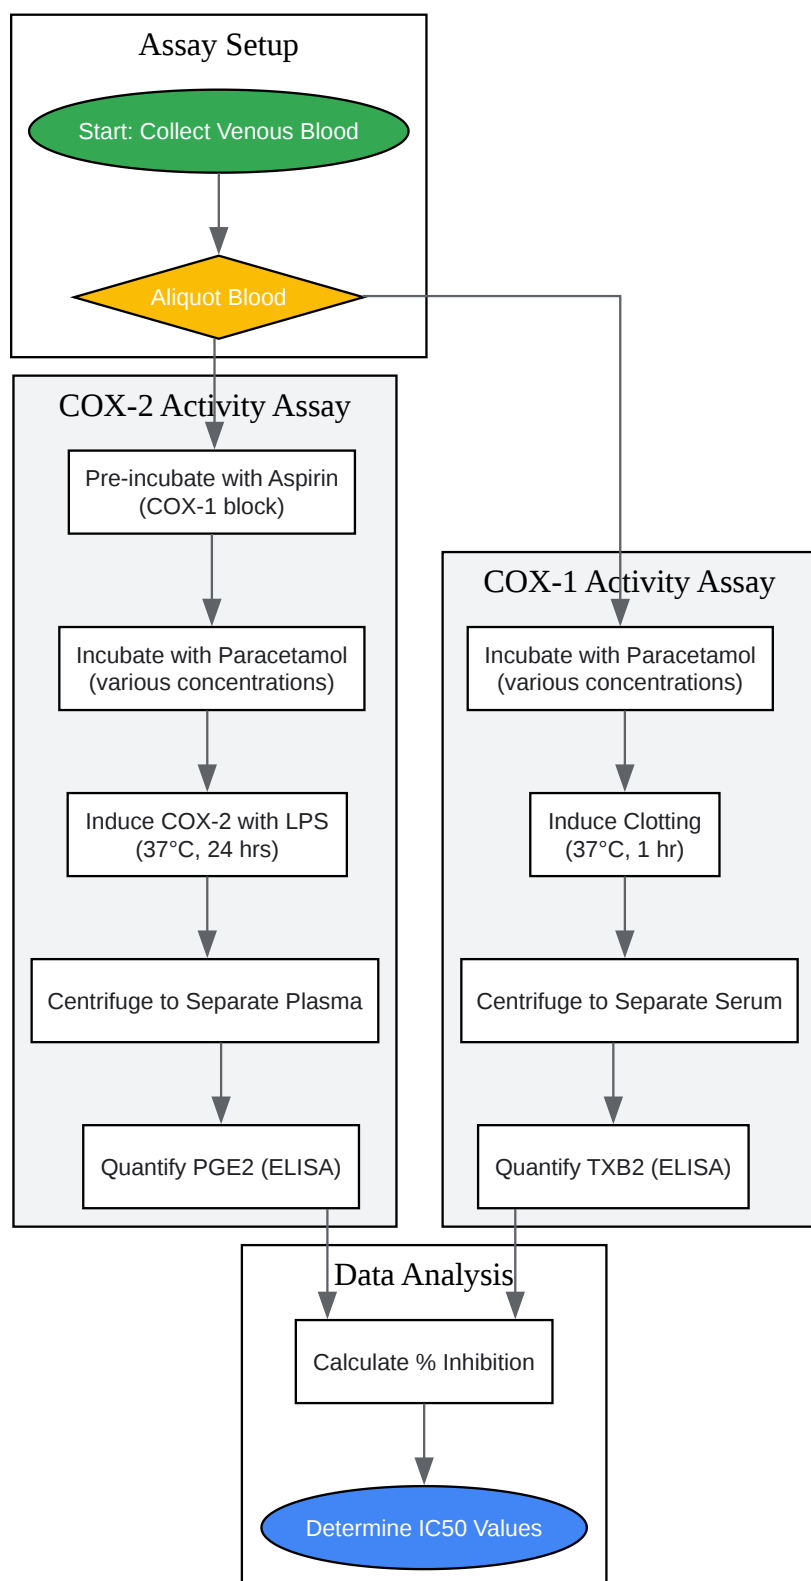 Assay Setup
Start: Collect Venous Blood
Aliquot Blood
COX-2 Activity Assay
Pre-incubate with Aspirin
(COX-1 block)
Incubate with Paracetamol
(various concentrations)
Induce COX-2 with LPS
(37°C, 24 hrs)
Centrifuge to Separate Plasma
Quantify PGE2 (ELISA)
COX-1 Activity Assay
Incubate with Paracetamol
(various concentrations)
Induce Clotting
(37°C, 1 hr)
Centrifuge to Separate Serum
Quantify TXB2 (ELISA)
Data Analysis
Calculate % Inhibition
Determine IC50 Values